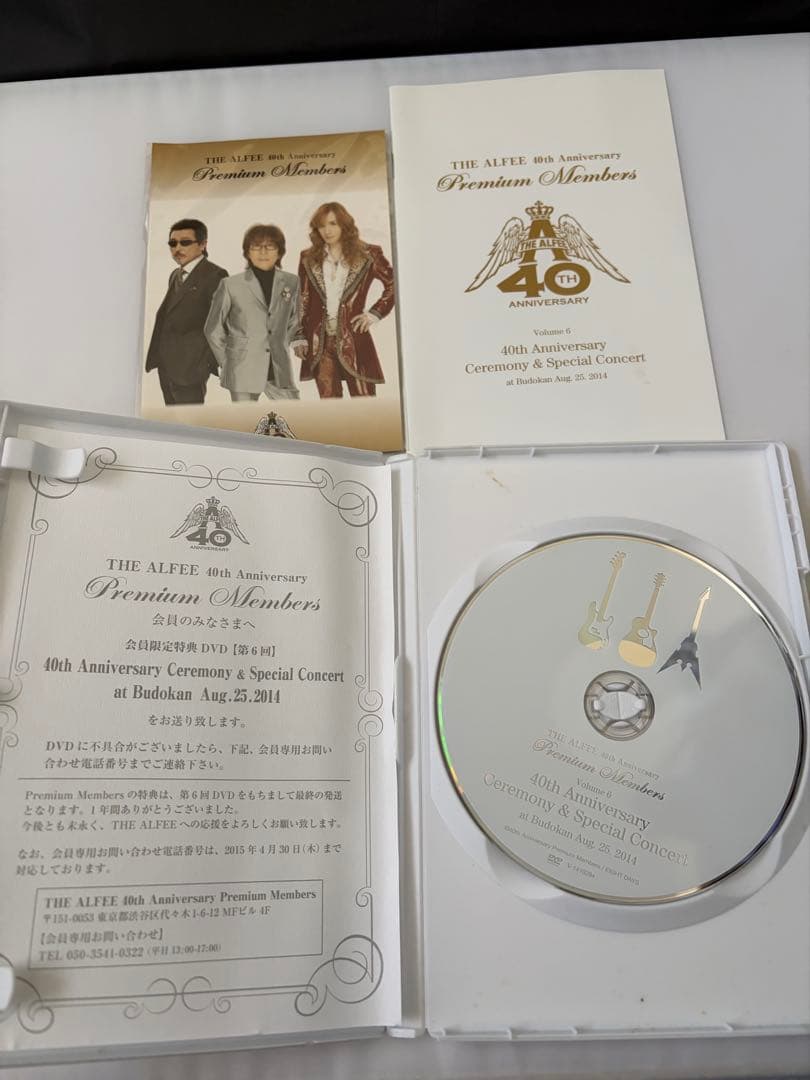 THE ALFEE 40th Anniversary
Premium Members
THE ALFEE 40th Anniversary
Premium Members
THE ALFEE
40TH
ANNIVERSARY
Volume 6
40th Anniversary
Ceremony & Special Concert
at Budokan Aug. 25. 2014
THE ALFEE
40TH
ANNIVERSARY
THE ALFEE 40th Anniversary
Premium Members
会員のみなさまへ
会員限定特典DVD【第6回】
40th Anniversary Ceremony & Special Concert
at Budokan Aug.25.2014
をお送り致します。
DVDに不具合がございましたら、下記、会員専用お問い
合わせ電話番号までご連絡下さい。
Premium Membersの特典は、第6回DVDをもちまして最終の発送
となります。1年間ありがとうございました。
今後とも末永く、THE ALFEEへの応援をよろしくお願い致します。
なお、会員専用お問い合わせ電話番号は、2015年4月30日(木)まで
対応しております。
THE ALFEE 40th Anniversary Premium Members
〒151-0053 東京都渋谷区代々木1-6-12 MFビル 4F
【会員専用お問い合わせ】
TEL 050-3541-0322 (平日 13:00-17:00)
THE ALFEE 40th Anniversary
Premium Members
Volume 6
40th Anniversary
Ceremony & Special Concert
at Budokan Aug. 25. 2014
©40th Anniversary Premium Members / EIGHT DAYS
DVD